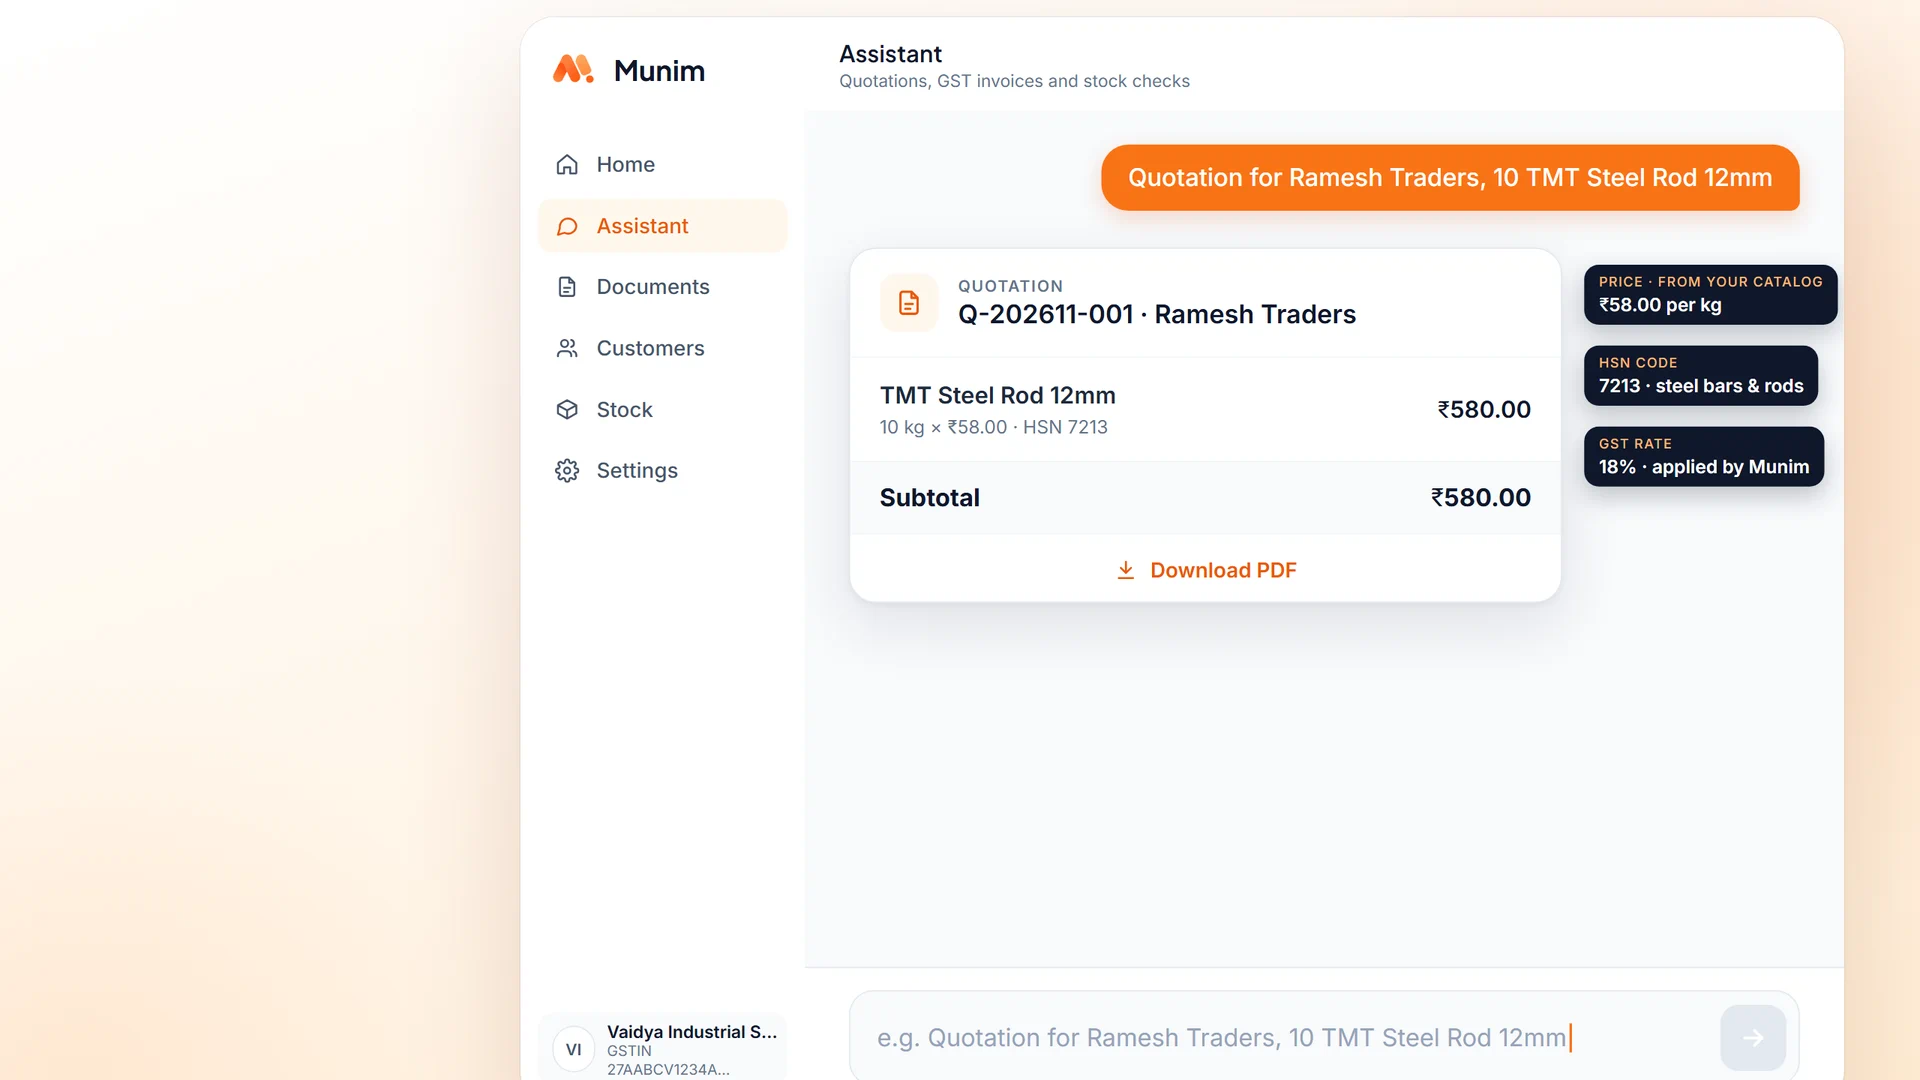 Munim
Home
Assistant
Documents
Customers
Stock
Settings
Vaidya Industrial S...
VI
GSTIN
27AABCV1234A...
Assistant
Quotations, GST invoices and stock checks
Quotation for Ramesh Traders, 10 TMT Steel Rod 12mm
QUOTATION
Q-202611-001 · Ramesh Traders
TMT Steel Rod 12mm
10 kg × ₹58.00 · HSN 7213
₹580.00
Subtotal
₹580.00
Download PDF
PRICE · FROM YOUR CATALOG
₹58.00 per kg
HSN CODE
7213 · steel bars & rods
GST RATE
18% · applied by Munim
e.g. Quotation for Ramesh Traders, 10 TMT Steel Rod 12mm